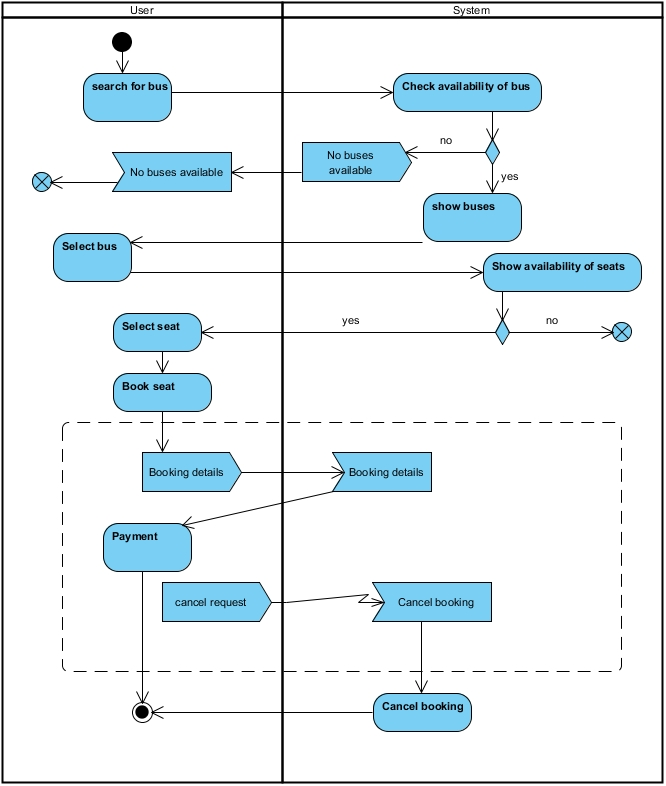 User
System
search for bus
Check availability of bus
no
No buses
available
No buses available
yes
show buses
Select bus
Show availability of seats
Select seat
yes
no
Book seat
Booking details
Booking details
Payment
cancel request
Cancel booking
Cancel booking